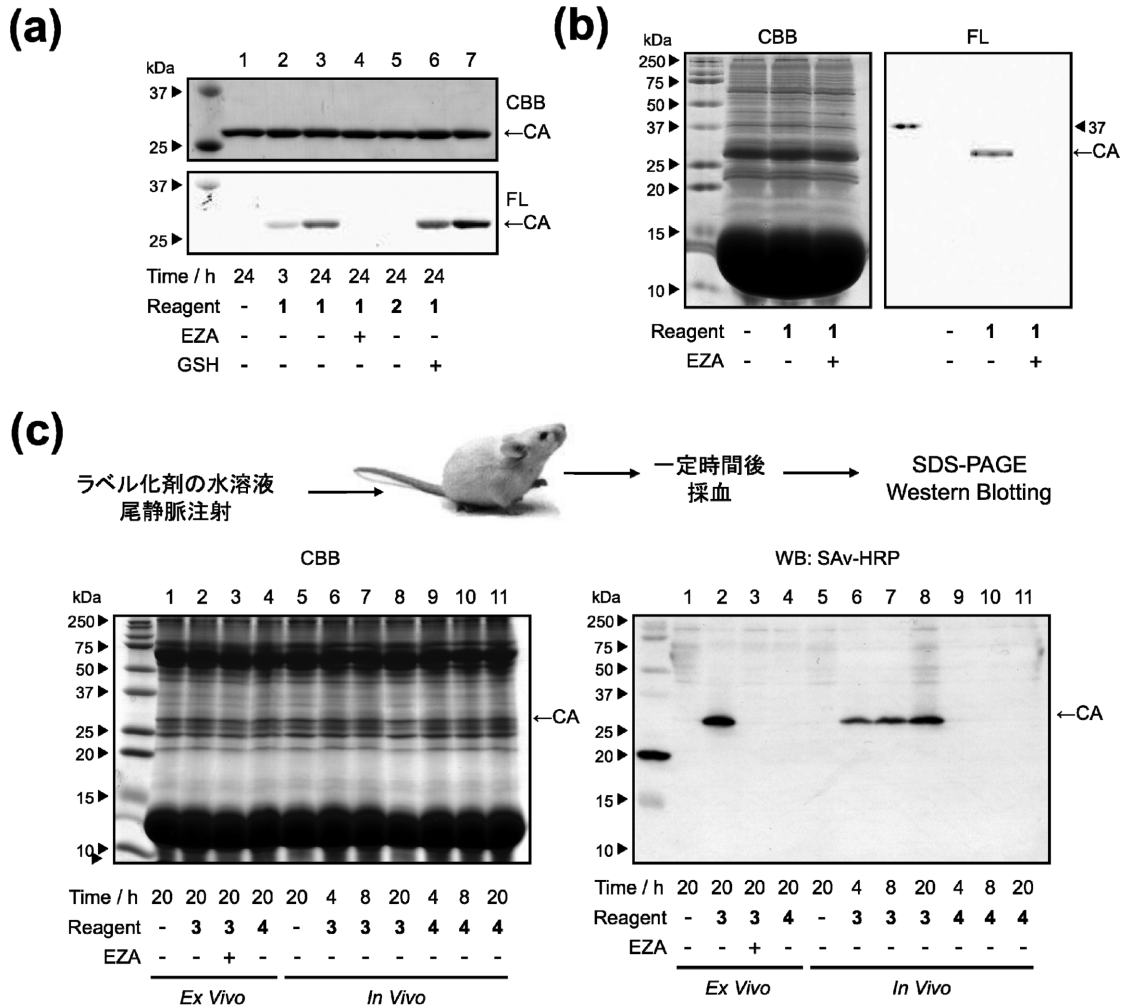 (a)
kDa 1 2 3 4 5 6 7
37
CBB
←CA
25
37
FL
←CA
25
Time / h 24 3 24 24 24 24
Reagent - 1 1 1 2 1
EZA - - - + - -
GSH - - - - - +
(b)
kDa CBB FL
250
75
50
37
25
20
15
10
37
←CA
Reagent - 1 1 - 1 1
EZA - - + - - +
(c)
ラベル化剤の水溶液
尾静脈注射
一定時間後
採血
SDS-PAGE
Western Blotting
CBB
kDa 1 2 3 4 5 6 7 8 9 10 11
250
75
50
37
←CA
25
20
15
10
Time / h 20 20 20 20 20 4 8 20 4 8 20
Reagent - 3 3 4 - 3 3 3 4 4 4
EZA - - + - - - - - - - -
Ex Vivo In Vivo
WB: SAv-HRP
kDa 1 2 3 4 5 6 7 8 9 10 11
250
75
50
37
←CA
25
20
15
10
Time / h 20 20 20 20 20 4 8 20 4 8 20
Reagent - 3 3 4 - 3 3 3 4 4 4
EZA - - + - - - - - - - -
Ex Vivo In Vivo